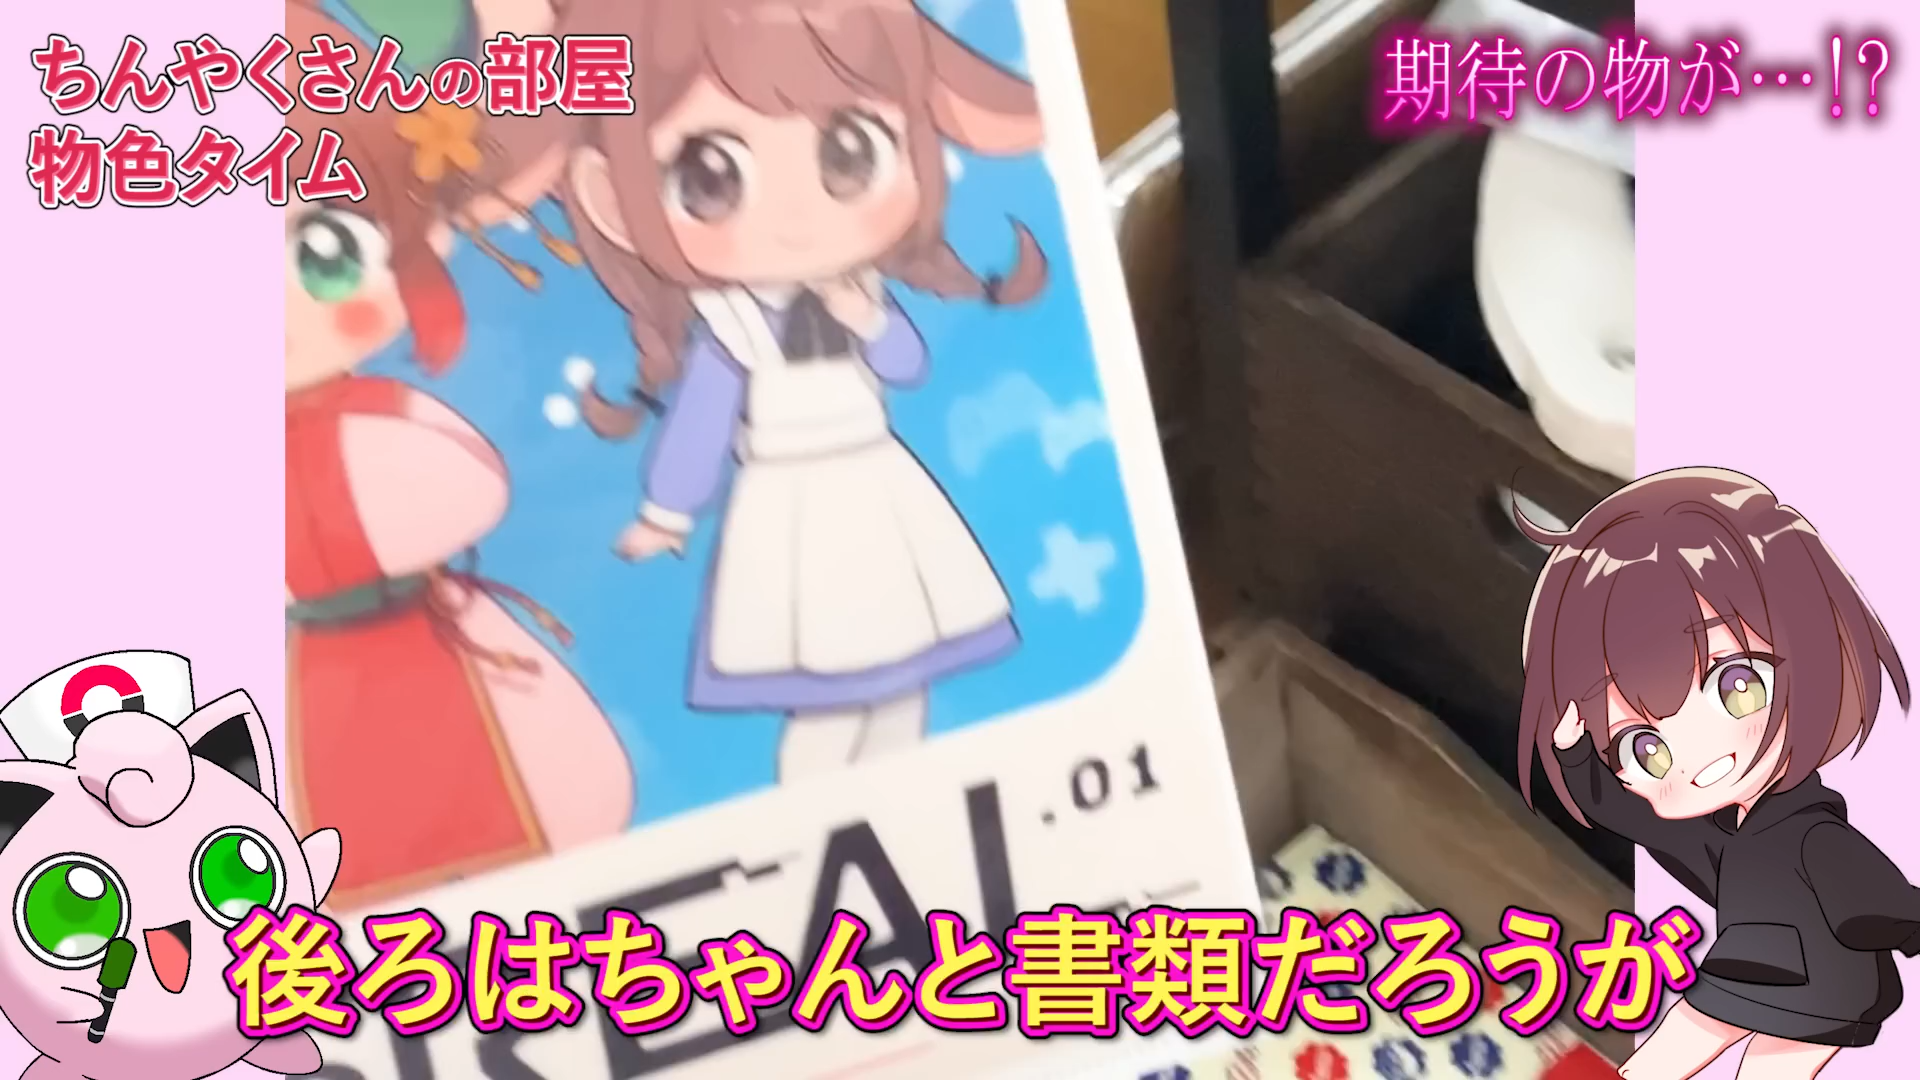 ちんやくさんの部屋
物色タイム
期待の物が…!?
.01
後ろはちゃんと書類だろうが